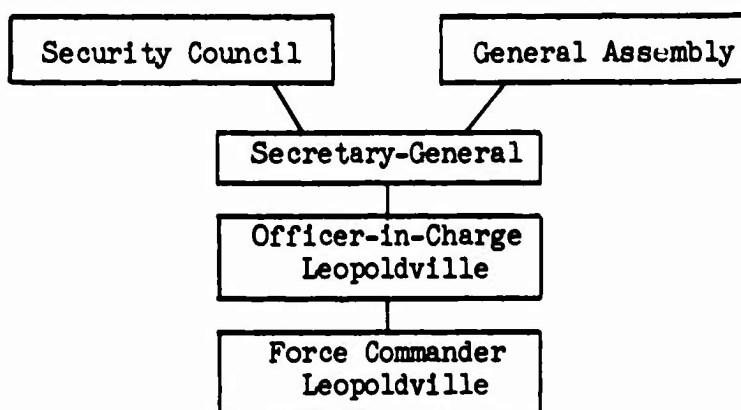 Security Council
General Assembly
Secretary-General
Officer-in-Charge
Leopoldville
Force Commander
Leopoldville